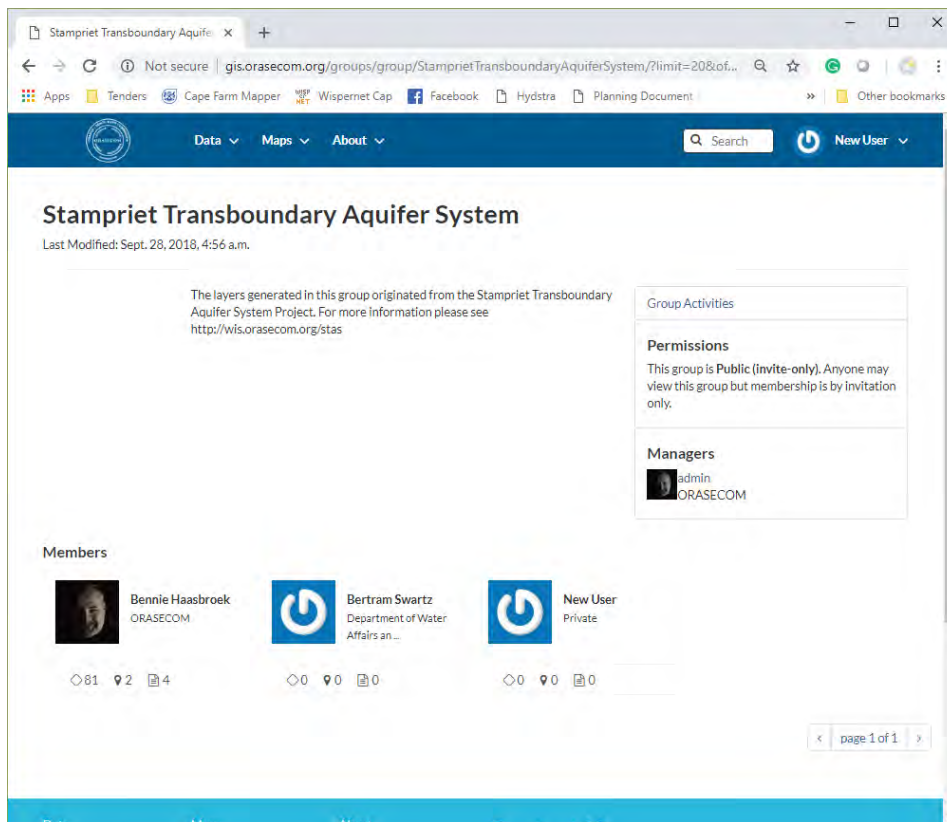 Stampriet Transboundary Aquife
Not secure gis.orasecom.org/groups/group/StamprietTransboundaryAquiferSystem/?limit=20&of...
Apps Tenders Cape Farm Mapper Wispernet Cap Facebook Hydstra Planning Document » Other bookmarks
ORASECOM Data Maps About Search New User
Stampriet Transboundary Aquifer System
Last Modified: Sept. 28, 2018, 4:56 a.m.
The layers generated in this group originated from the Stampriet Transboundary
Aquifer System Project. For more information please see
http://wis.orasecom.org/stas
Group Activities
Permissions
This group is Public (invite-only). Anyone may
view this group but membership is by invitation
only.
Managers
admin
ORASECOM
Members
Bennie Haasbroek
ORASECOM
81 2 4
Bertram Swartz
Department of Water
Affairs an ...
0 0 0
New User
Private
0 0 0
< page 1 of 1 >